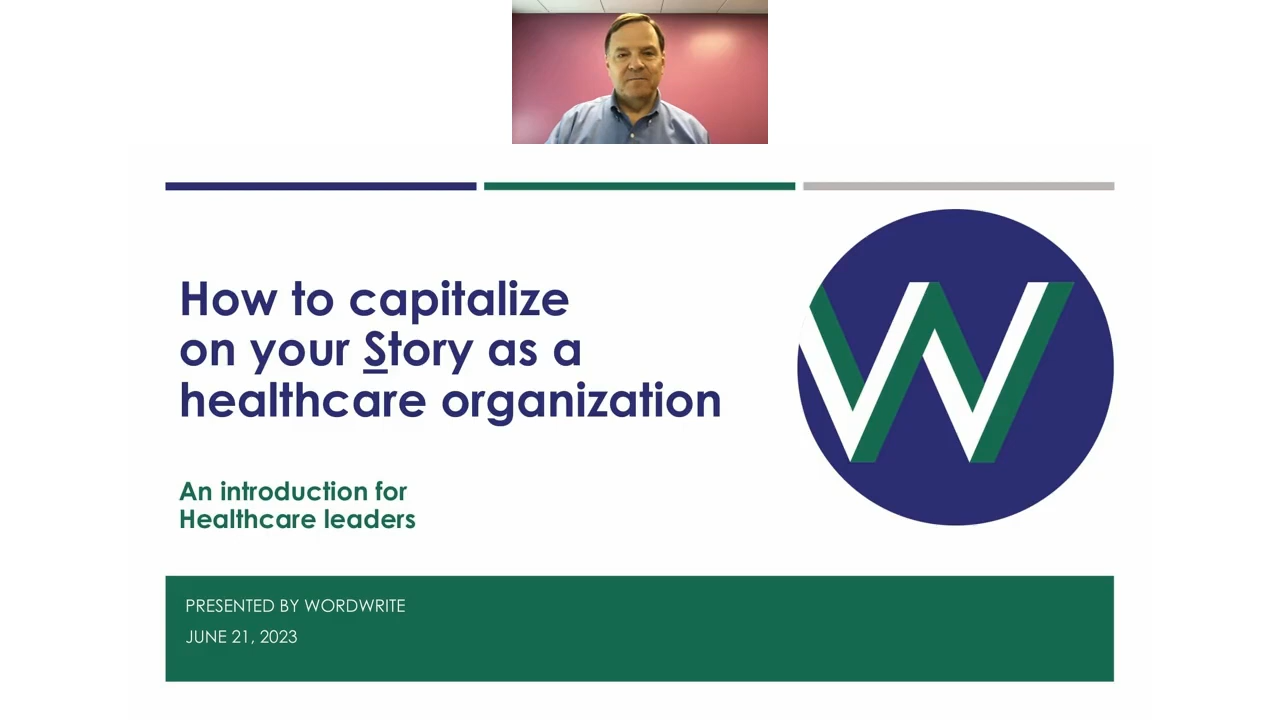 How to capitalize
on your Story as a
healthcare organization
An introduction for
Healthcare leaders
PRESENTED BY WORDWRITE
JUNE 21, 2023